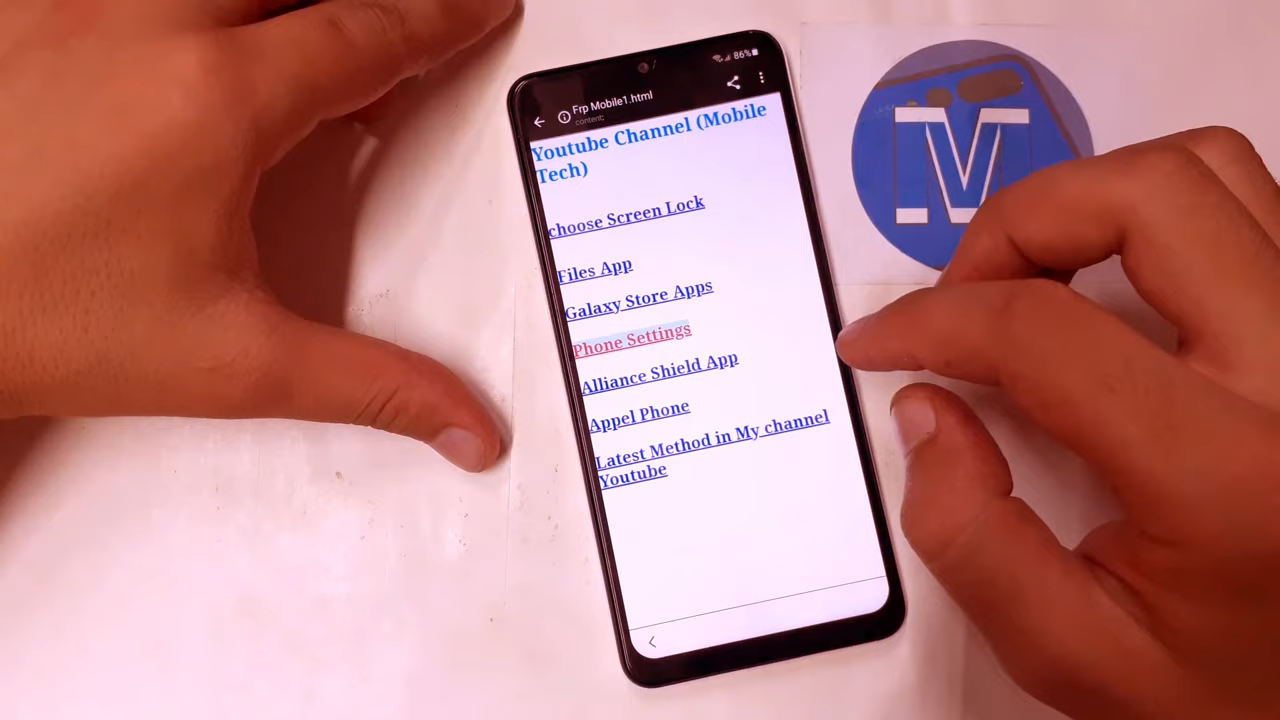 86%
Frp Mobile1.html
content:
Youtube Channel (Mobile
Tech)
choose Screen Lock
Files App
Galaxy Store Apps
Phone Settings
Alliance Shield App
Appel Phone
Latest Method in My channel
Youtube
M